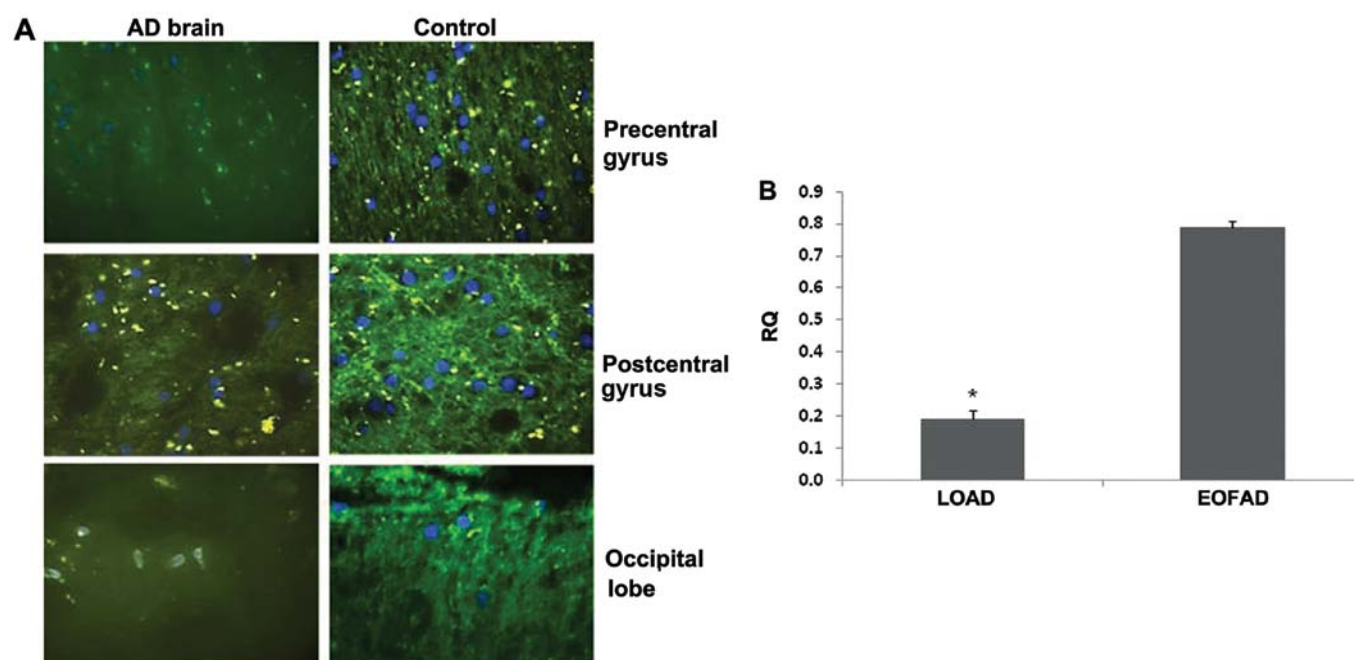 A
AD brain
Control
Precentral
gyrus
Postcentral
gyrus
Occipital
lobe
B
RQ
0.9
0.8
0.7
0.6
0.5
0.4
0.3
0.2
0.1
0.0
*
LOAD
EOFAD